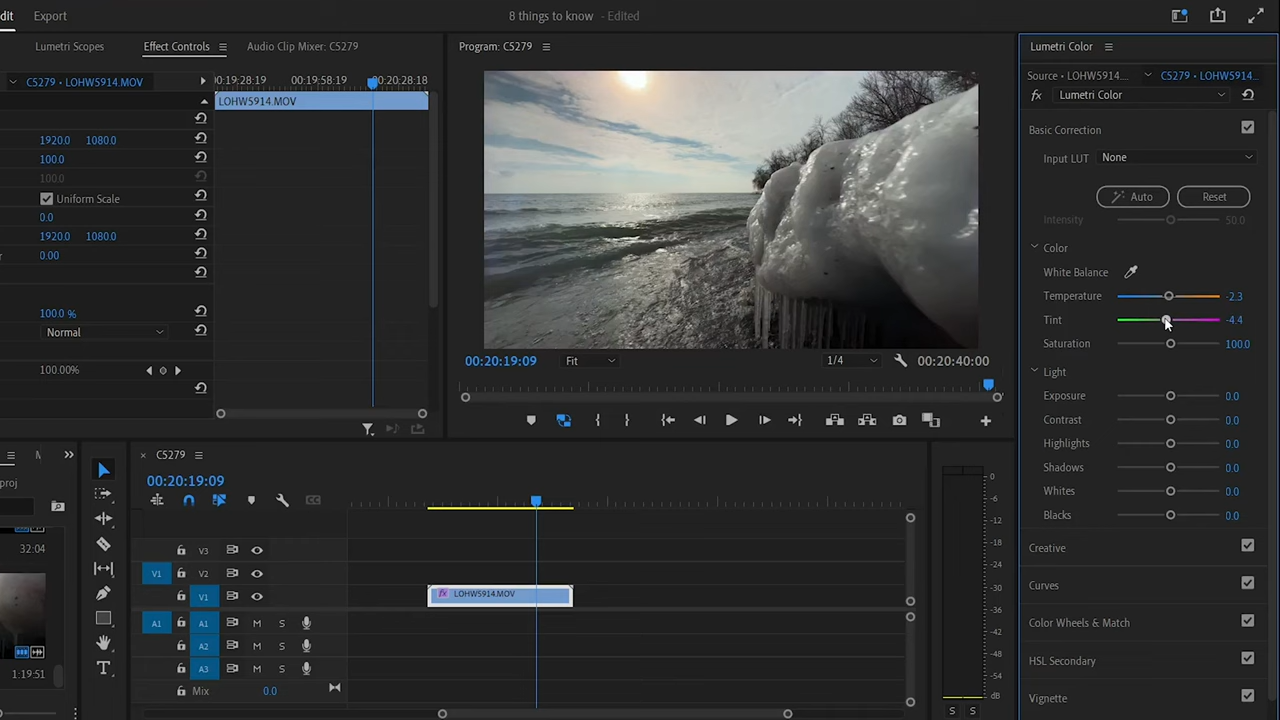 dit
Export
8 things to know - Edited
Lumetri Scopes
Effect Controls
Audio Clip Mixer: CS279
CS279 • LOHW5914.MOV
00:19:28:19
00:19:58:19
00:20:28:18
LOHW5914.MOV
1920.0 1080.0
100.0
100.0
Uniform Scale
0.0
1920.0 1080.0
0.00
100.0 %
Normal
100.00%
Program: CS279
00:20:19:09
Fit
1/4
00:20:40:00
Lumetri Color
Source • LOHW5914....
CS279 • LOHW5914...
fx Lumetri Color
Basic Correction
Input LUT None
Auto
Reset
Intensity 50.0
Color
White Balance
Temperature -2.3
Tint -4.4
Saturation 100.0
Light
Exposure 0.0
Contrast 0.0
Highlights 0.0
Shadows 0.0
Whites 0.0
Blacks 0.0
Creative
Curves
Color Wheels & Match
HSL Secondary
Vignette
proj
32:04
1:19:51
× CS279
00:20:19:09
V3
V1 V2
V1
fx LOHW5914.MOV
A1 A1 M S
A2 M S
A3 M S
Mix 0.0
0
-6
-12
-18
-24
-30
-36
-42
-48
-54
dB
S S